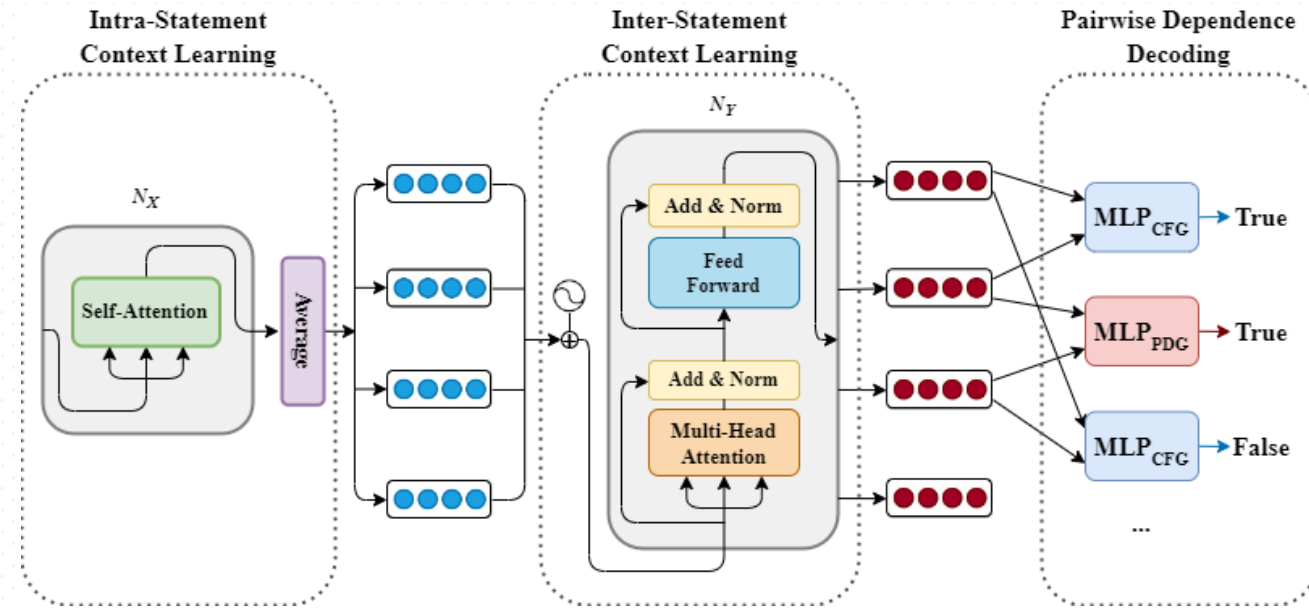 Intra-Statement
Context Learning
N_X
Self-Attention
Average
Inter-Statement
Context Learning
N_Y
Add & Norm
Feed
Forward
Add & Norm
Multi-Head
Attention
Pairwise Dependence
Decoding
MLP_CFG
True
MLP_PDG
True
MLP_CFG
False
...